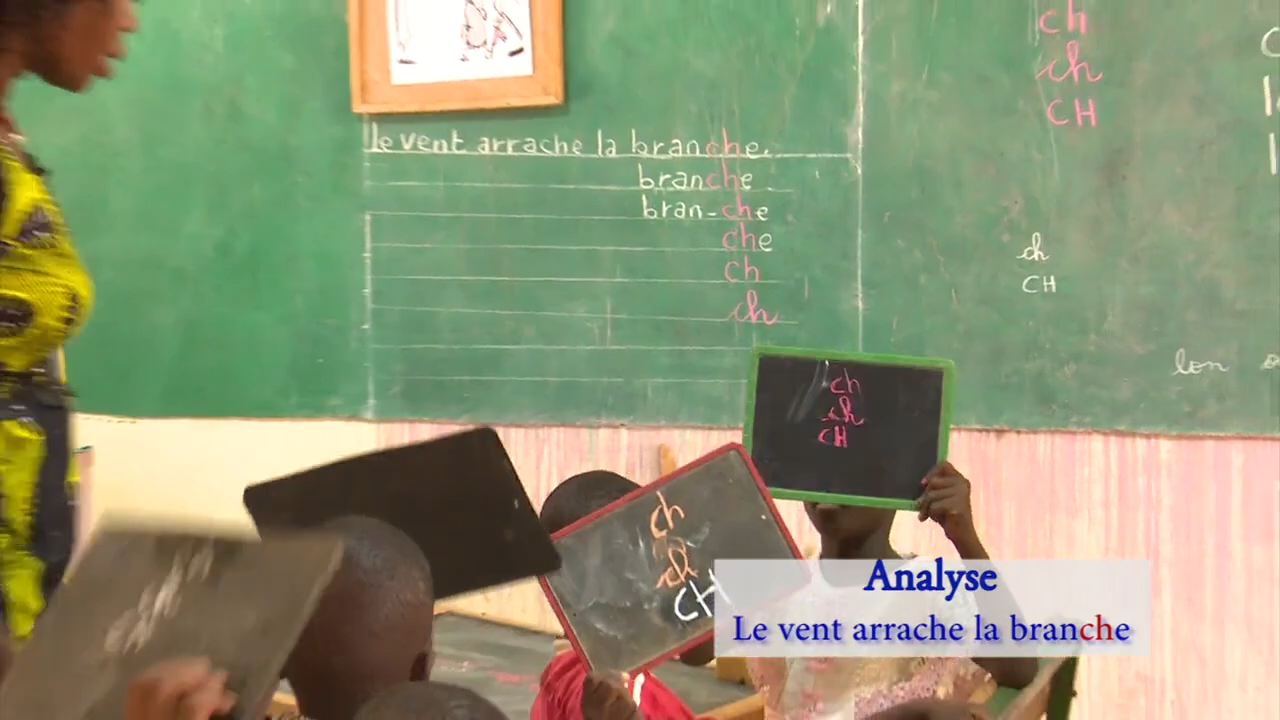 le vent arrache la branche.
branche
bran-che
che
ch
ch
ch
ch
CH
ch
CH
lon
ch
ch
CH
ch
ch
CH
Analyse
Le vent arrache la branche